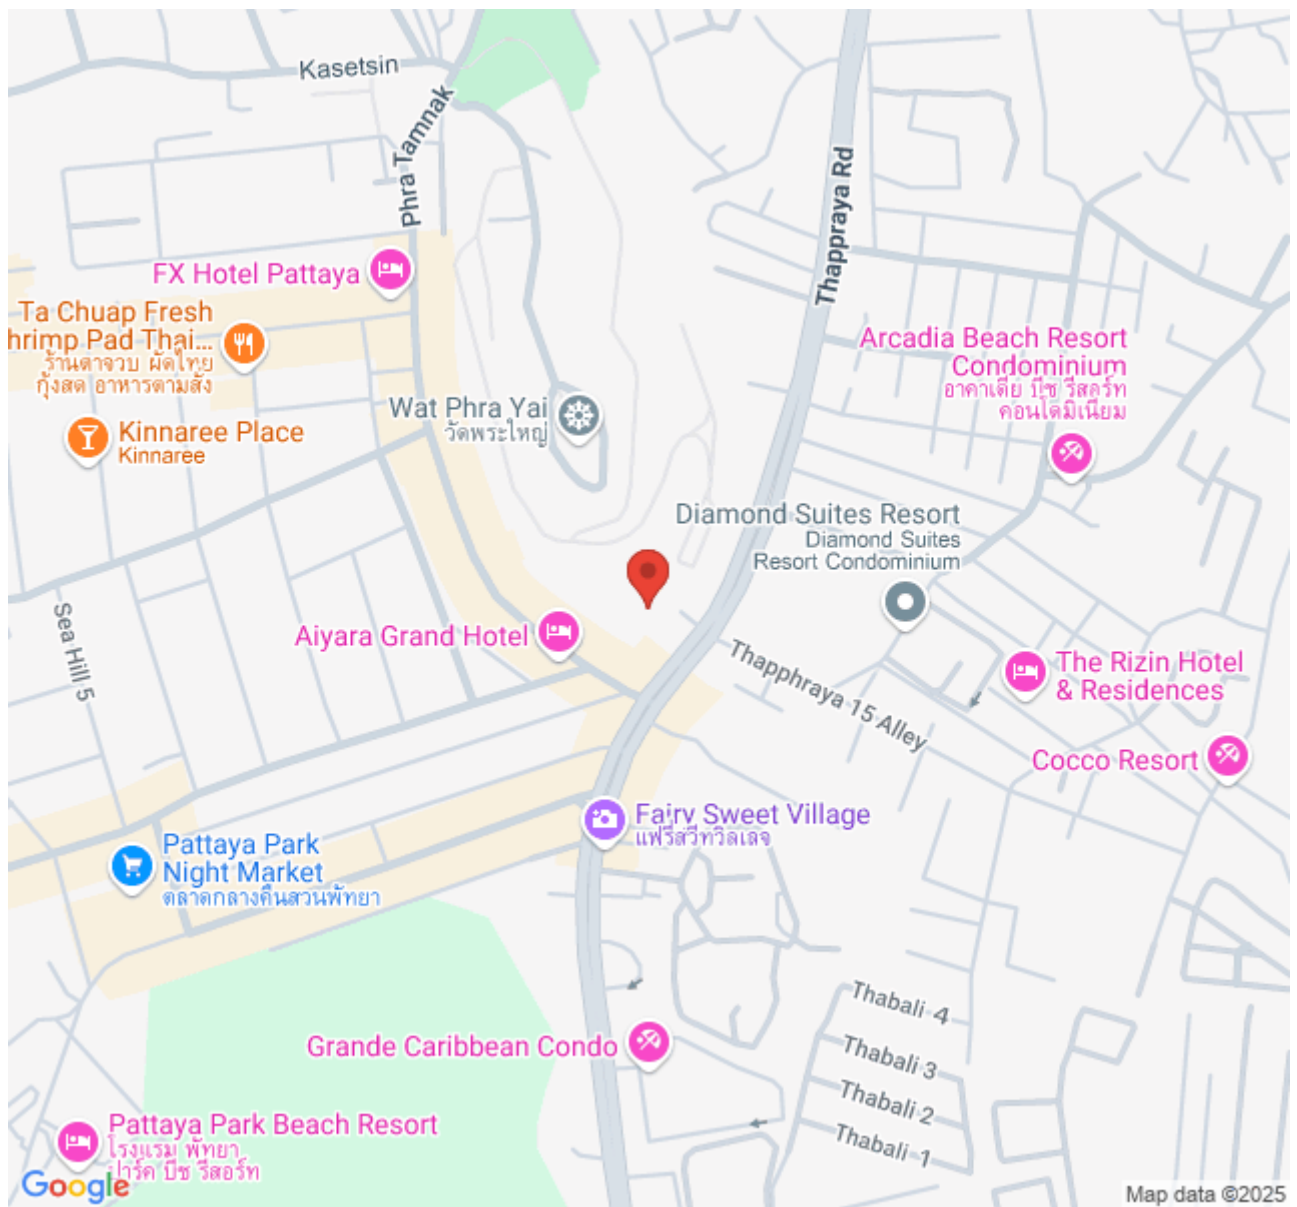 Kasetsin
Phra Tamnak
Thappraya Rd
FX Hotel Pattaya
Ta Chuap Fresh
hrimp Pad Thai...
ร้านตาจวบ ผัดไทย
กุ้งสด อาหารตามสั่ง
Arcadia Beach Resort
Condominium
อาคาเดีย บีช รีสอร์ท
คอนโดมิเนียม
Wat Phra Yai
วัดพระใหญ่
Kinnaree Place
Kinnaree
Diamond Suites Resort
Diamond Suites
Resort Condominium
Sea Hill 5
Aiyara Grand Hotel
Thapphraya 15 Alley
The Rizin Hotel
& Residences
Cocco Resort
Fairy Sweet Village
แฟรี่สวีทวิลเลจ
Pattaya Park
Night Market
ตลาดกลางคืนสวนพัทยา
Thabali 4
Grande Caribbean Condo
Thabali 3
Thabali 2
Thabali 1
Pattaya Park Beach Resort
โรงแรม พัทยา
ปาร์ค บีช รีสอร์ท
Google
Map data ©2025